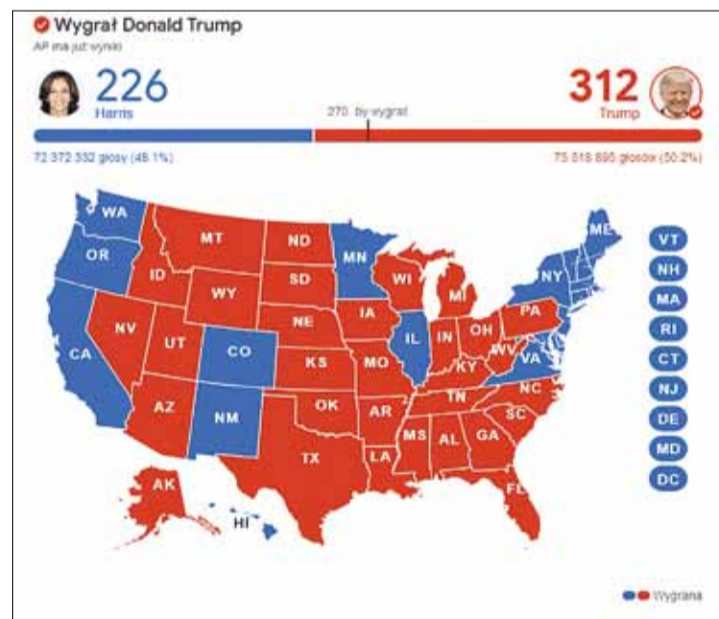 Wygrał Donald Trump
AP ma już wyniki
226
Harris
270, by wygrać
312
Trump
72 372 332 głosy (48.1%)
75 518 895 głosów (50.2%)
WA
OR
CA
NV
ID
MT
WY
UT
AZ
CO
NM
ND
SD
NE
KS
OK
TX
MN
IA
MO
AR
LA
WI
IL
MI
IN
OH
KY
TN
MS
AL
GA
FL
SC
NC
VA
WV
PA
NY
ME
AK
HI
VT
NH
MA
RI
CT
NJ
DE
MD
DC
Wygrana